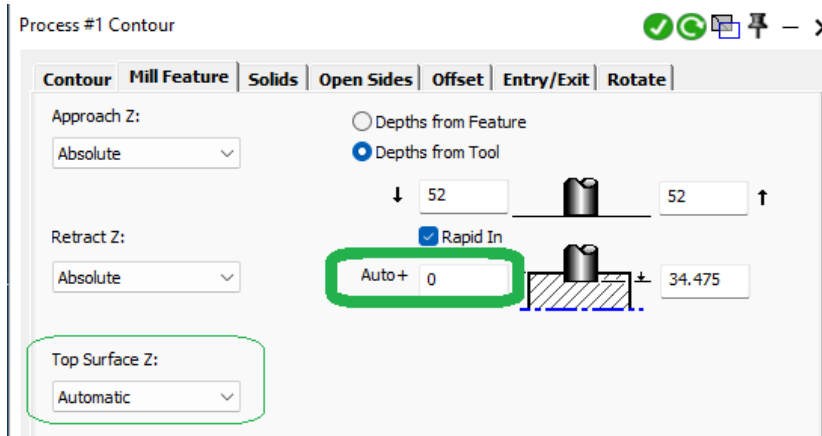 Process #1 Contour
Contour Mill Feature Solids Open Sides Offset Entry/Exit Rotate
Approach Z:
Depths from Feature
Absolute
Depths from Tool
52 52
Retract Z:
Rapid In
Absolute
Auto+ 0 34.475
Top Surface Z:
Automatic